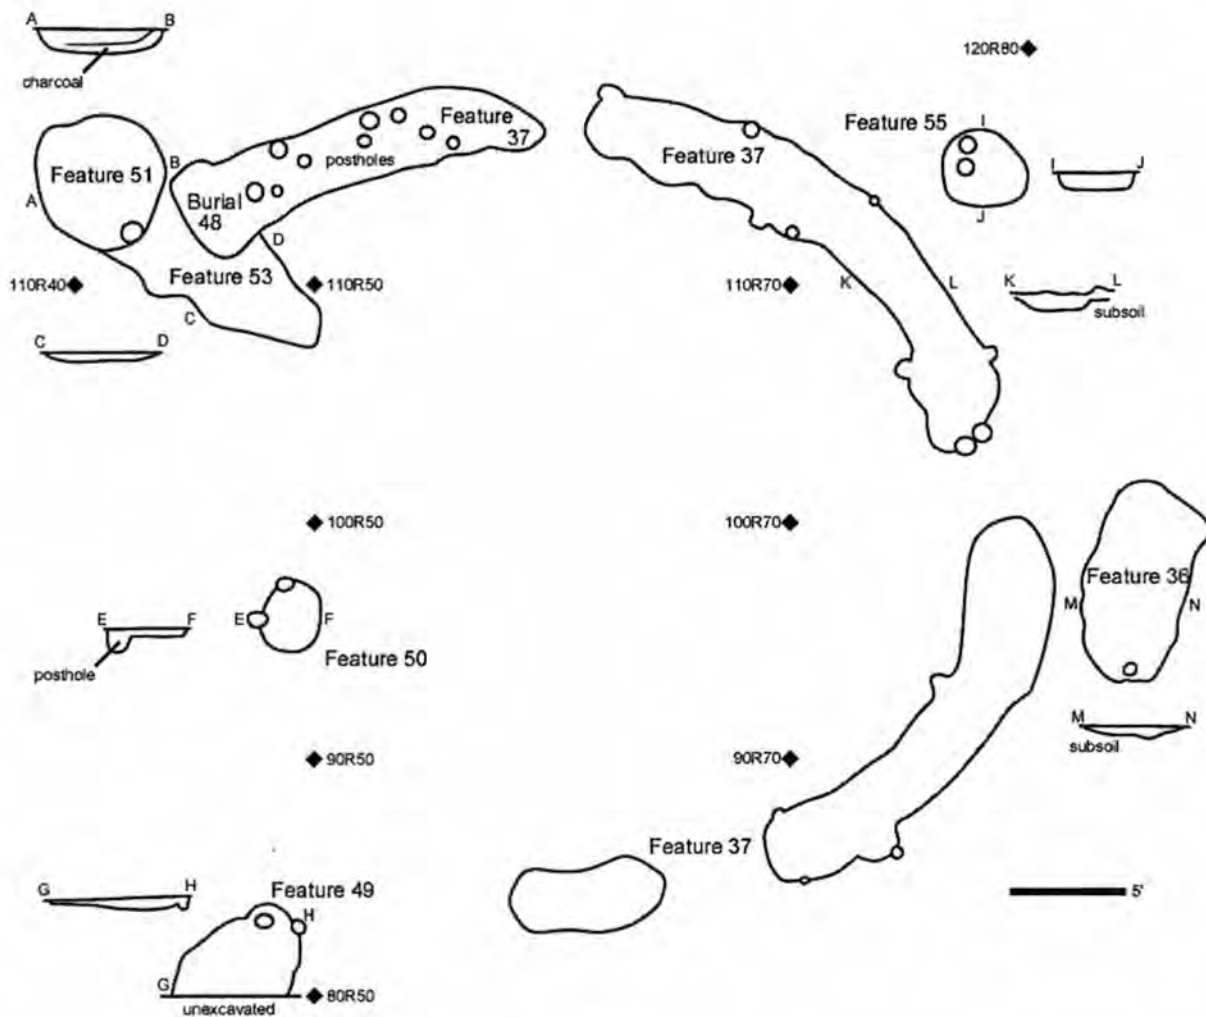 A B
charcoal
120R80
Feature
37
postholes
Feature 51
A
B
Burial
48
D
Feature 53
C
110R40
110R50
C D
Feature 37
Feature 55
I
J
I J
110R70
K
L
K L
subsoil
100R50
100R70
E F
posthole
E
F
Feature 50
Feature 36
M
N
M N
subsoil
90R50
90R70
Feature 37
5'
G H
Feature 49
H
G
unexcavated
80R50